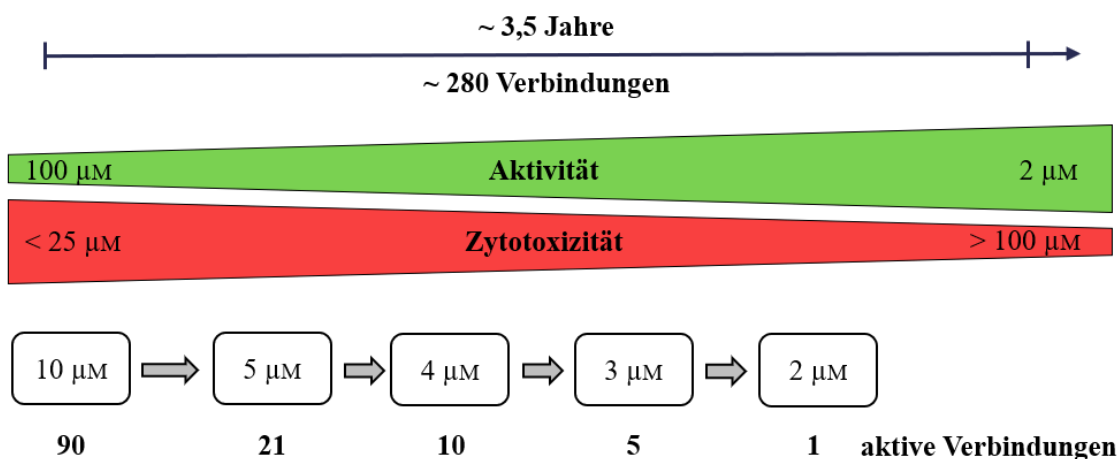 ~ 3,5 Jahre
~ 280 Verbindungen
100 µM Aktivität 2 µM
< 25 µM Zytotoxizität > 100 µM
10 µM 5 µM 4 µM 3 µM 2 µM
90 21 10 5 1 aktive Verbindungen